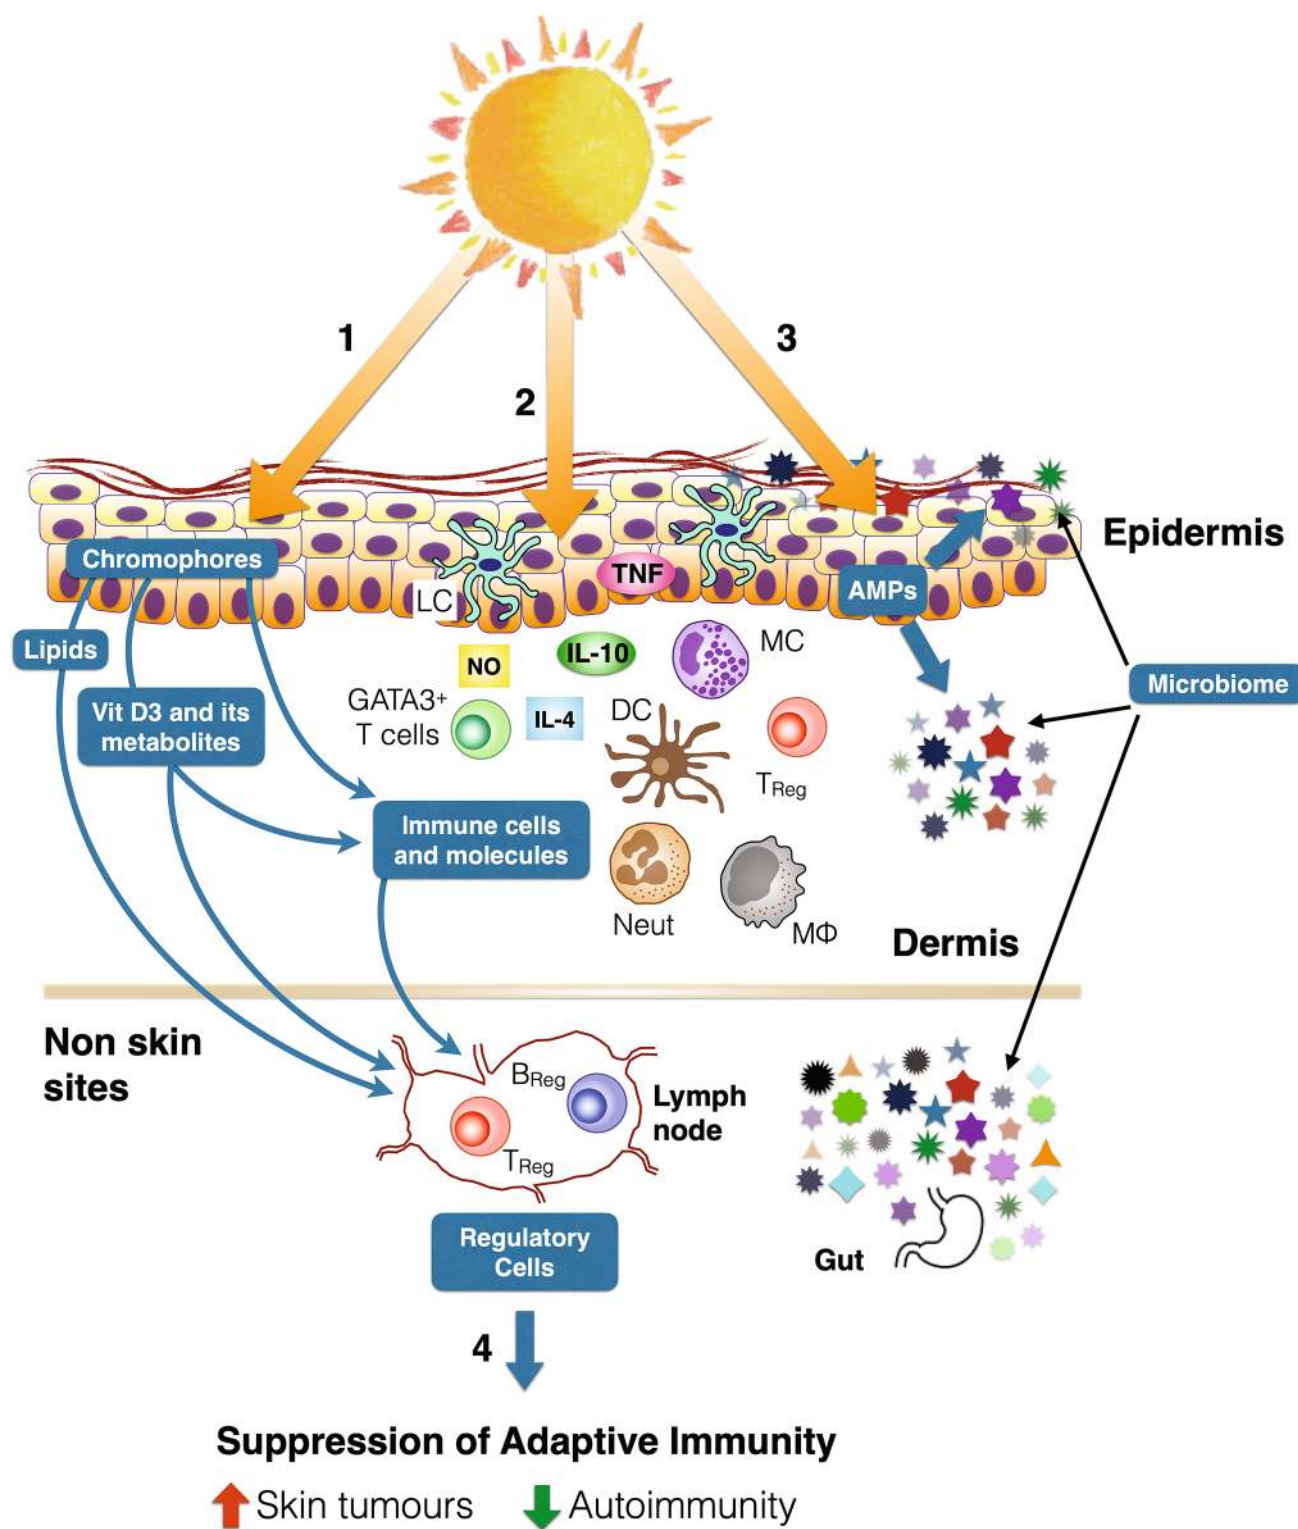 1
2
3
Epidermis
Chromophores
TNF
LC
AMPs
Lipids
NO
IL-10
MC
Microbiome
Vit D3 and its
metabolites
GATA3+
T cells
IL-4
DC
TReg
Immune cells
and molecules
Neut
MΦ
Dermis
Non skin
sites
BReg
TReg
Lymph
node
Gut
Regulatory
Cells
4
Suppression of Adaptive Immunity
Skin tumours
Autoimmunity